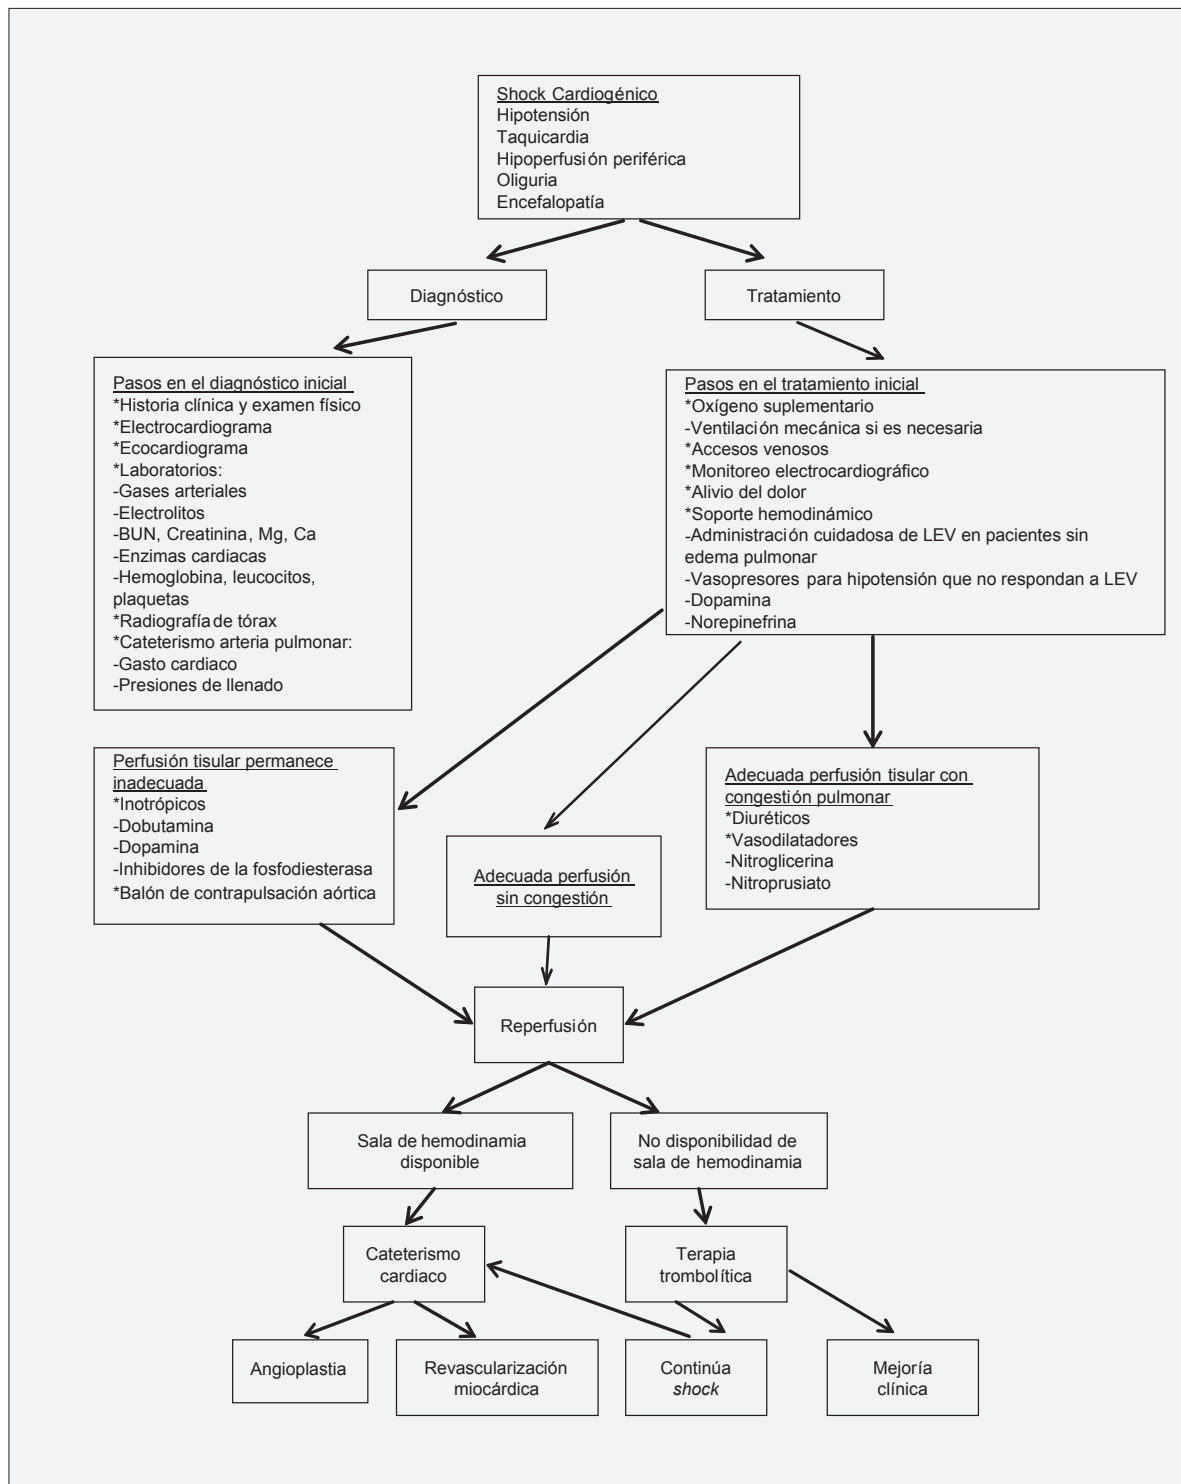 Shock Cardiogénico
Hipotensión
Taquicardia
Hipoperfusión periférica
Oliguria
Encefalopatía
Diagnóstico
Tratamiento
Pasos en el diagnóstico inicial
*Historia clínica y examen físico
*Electrocardiograma
*Ecocardiograma
*Laboratorios:
-Gases arteriales
-Electrolitos
-BUN, Creatinina, Mg, Ca
-Enzimas cardiacas
-Hemoglobina, leucocitos,
plaquetas
*Radiografía de tórax
*Cateterismo arteria pulmonar:
-Gasto cardiaco
-Presiones de llenado
Pasos en el tratamiento inicial
*Oxígeno suplementario
-Ventilación mecánica si es necesaria
*Accesos venosos
*Monitoreo electrocardiográfico
*Alivio del dolor
*Soporte hemodinámico
-Administración cuidadosa de LEV en pacientes sin
edema pulmonar
-Vasopresores para hipotensión que no respondan a LEV
-Dopamina
-Norepinefrina
Perfusión tisular permanece
inadecuada
*Inotrópicos
-Dobutamina
-Dopamina
-Inhibidores de la fosfodiesterasa
*Balón de contrapulsación aórtica
Adecuada perfusión
sin congestión
Adecuada perfusión tisular con
congestión pulmonar
*Diuréticos
*Vasodilatadores
-Nitroglicerina
-Nitroprusiato
Reperfusión
Sala de hemodinamia
disponible
No disponibilidad de
sala de hemodinamia
Cateterismo
cardiaco
Terapia
trombolítica
Angioplastia
Revascularización
miocárdica
Continúa
shock
Mejoría
clínica